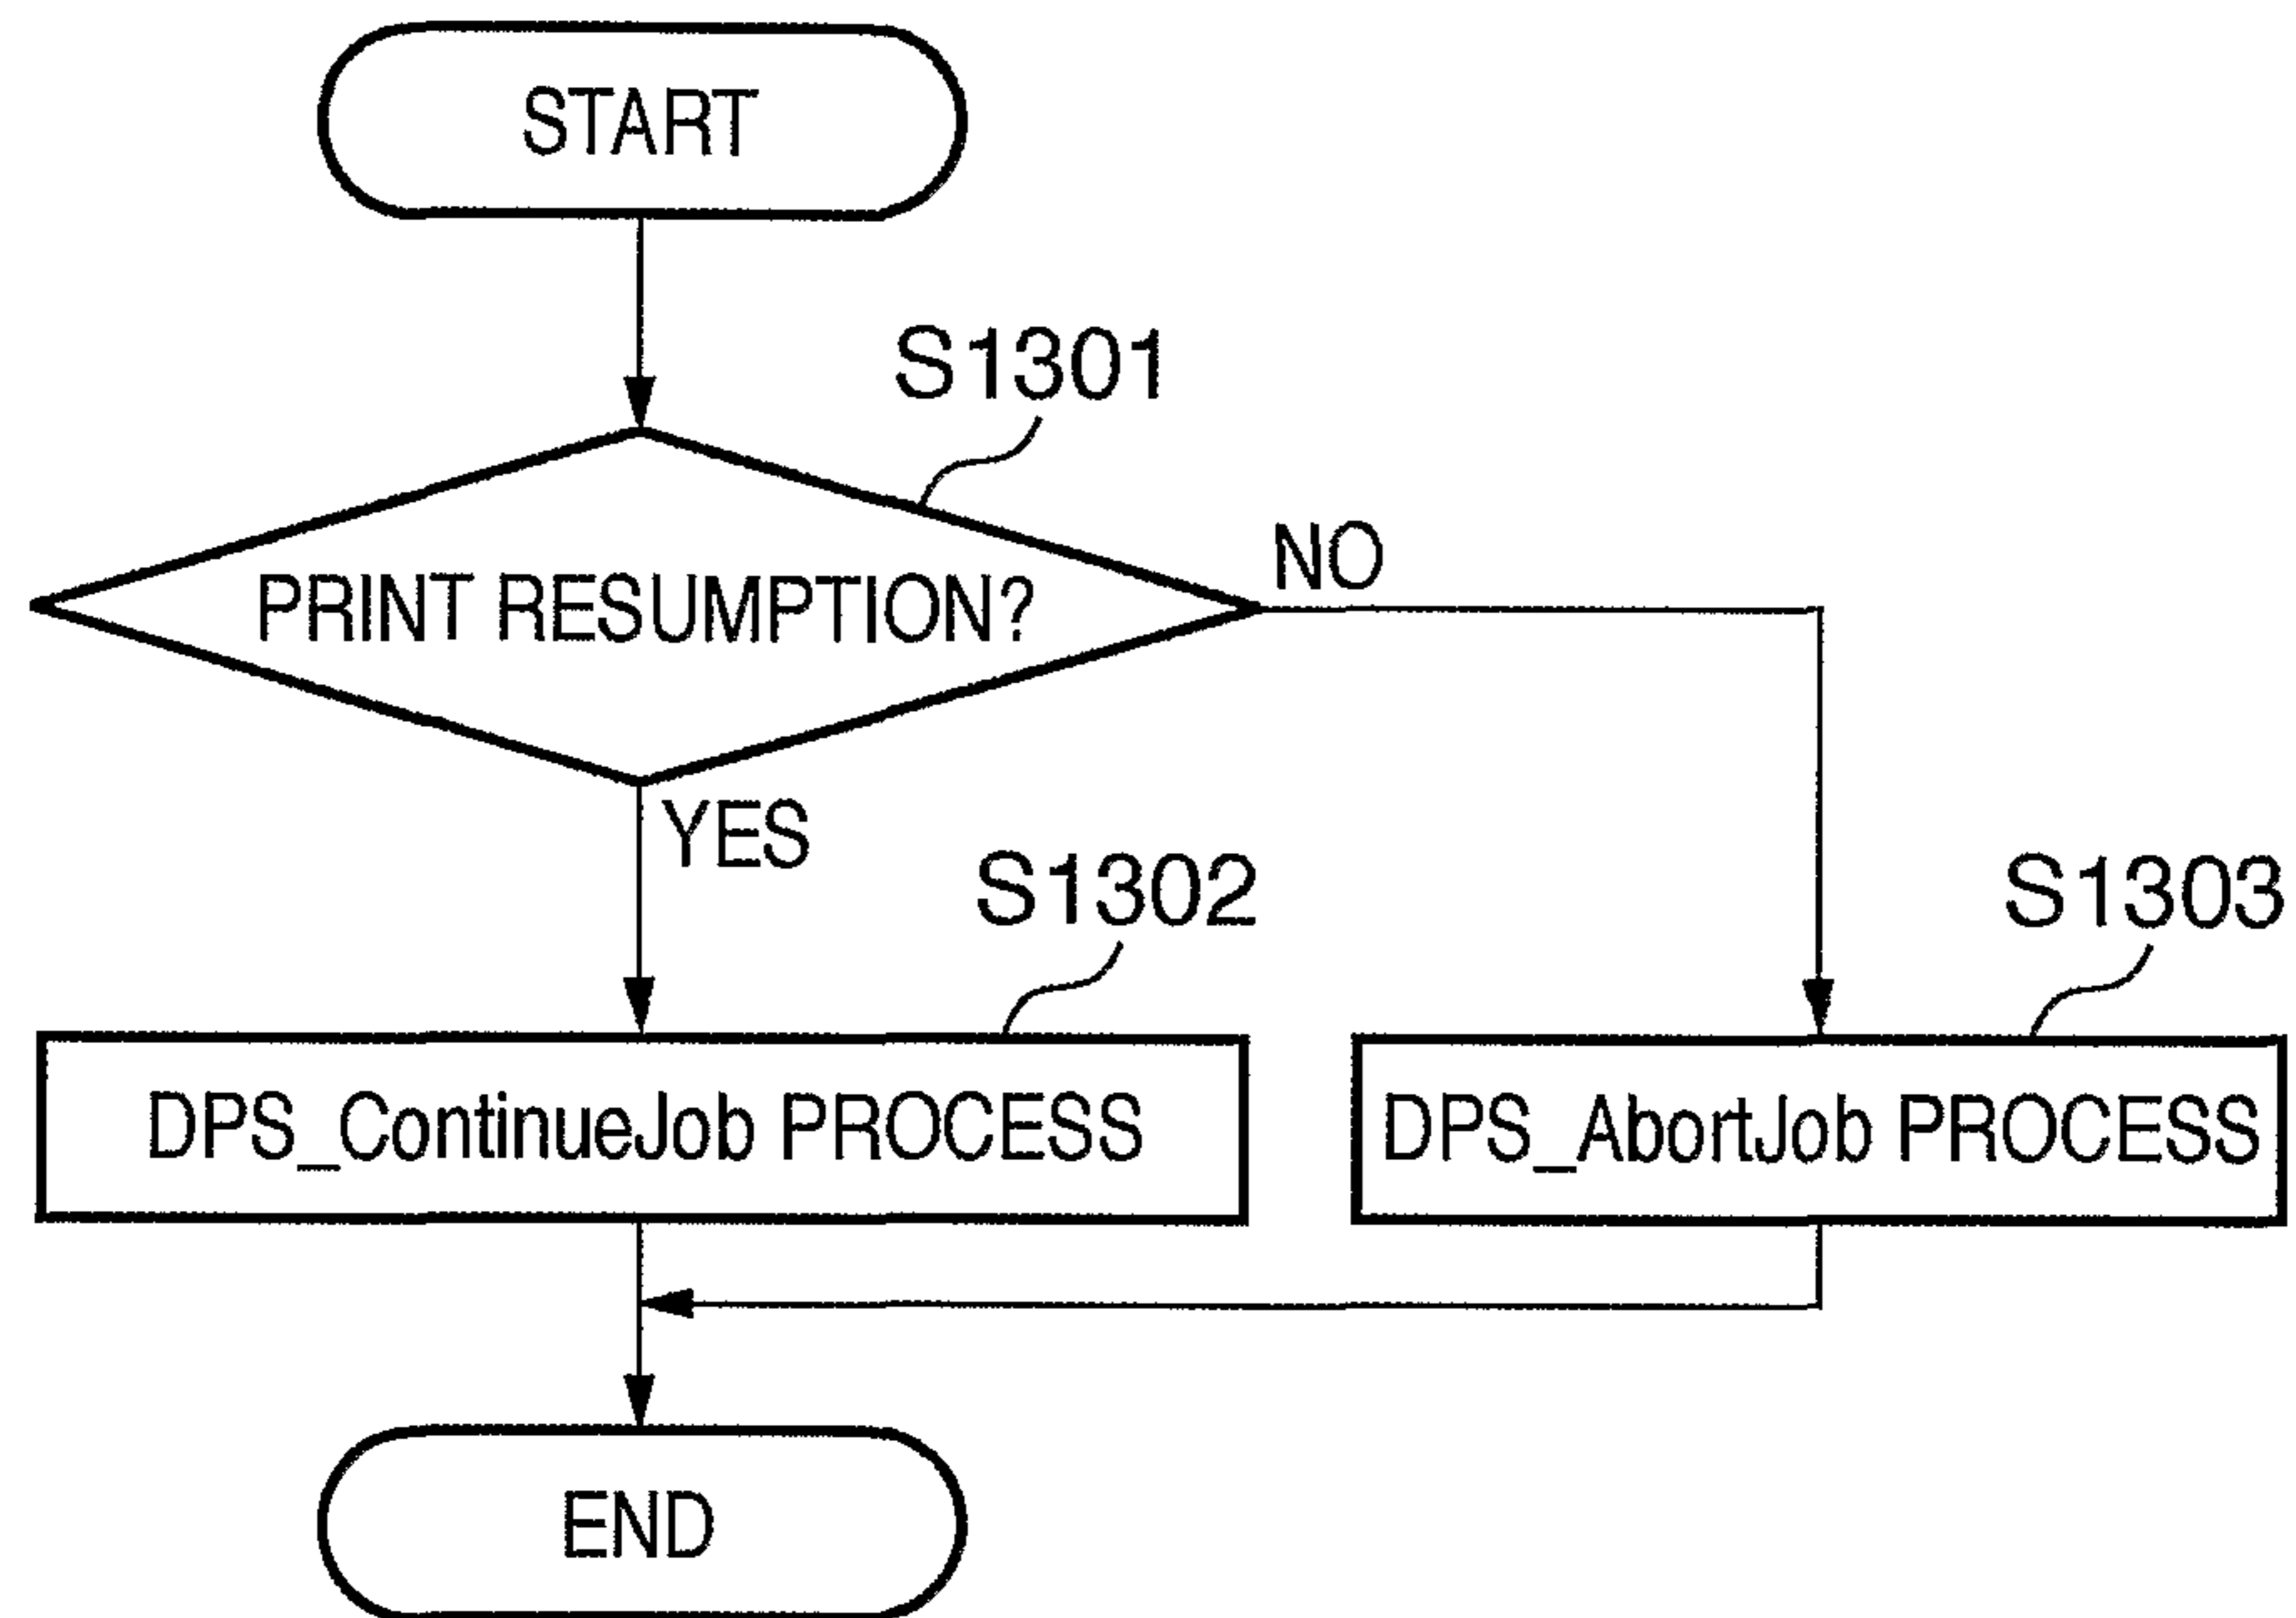 START
S1301
NO
PRINT RESUMPTION?
YES
S1302
S1303
DPS_ContinueJob PROCESS
DPS_AbortJob PROCESS
END